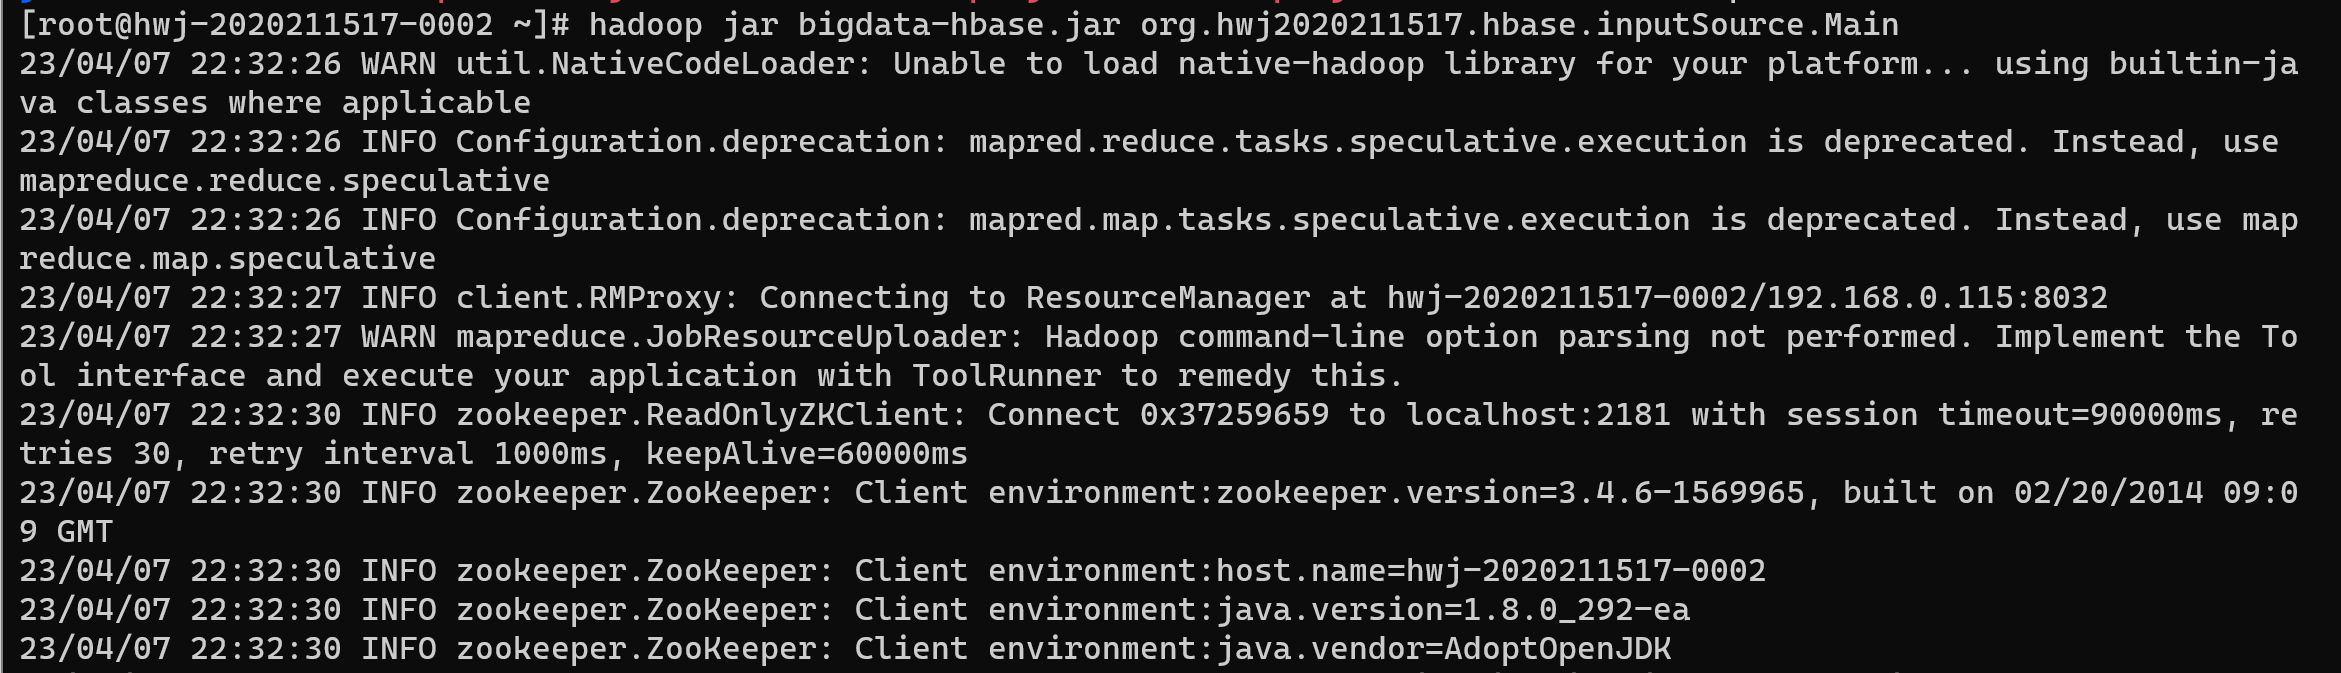 [root@hwj-2020211517-0002 ~]# hadoop jar bigdata-hbase.jar org.hwj2020211517.hbase.inputSource.Main
23/04/07 22:32:26 WARN util.NativeCodeLoader: Unable to load native-hadoop library for your platform... using builtin-ja
va classes where applicable
23/04/07 22:32:26 INFO Configuration.deprecation: mapred.reduce.tasks.speculative.execution is deprecated. Instead, use
mapreduce.reduce.speculative
23/04/07 22:32:26 INFO Configuration.deprecation: mapred.map.tasks.speculative.execution is deprecated. Instead, use map
reduce.map.speculative
23/04/07 22:32:27 INFO client.RMProxy: Connecting to ResourceManager at hwj-2020211517-0002/192.168.0.115:8032
23/04/07 22:32:27 WARN mapreduce.JobResourceUploader: Hadoop command-line option parsing not performed. Implement the To
ol interface and execute your application with ToolRunner to remedy this.
23/04/07 22:32:30 INFO zookeeper.ReadOnlyZKClient: Connect 0x37259659 to localhost:2181 with session timeout=90000ms, re
tries 30, retry interval 1000ms, keepAlive=60000ms
23/04/07 22:32:30 INFO zookeeper.ZooKeeper: Client environment:zookeeper.version=3.4.6-1569965, built on 02/20/2014 09:0
9 GMT
23/04/07 22:32:30 INFO zookeeper.ZooKeeper: Client environment:host.name=hwj-2020211517-0002
23/04/07 22:32:30 INFO zookeeper.ZooKeeper: Client environment:java.version=1.8.0_292-ea
23/04/07 22:32:30 INFO zookeeper.ZooKeeper: Client environment:java.vendor=AdoptOpenJDK